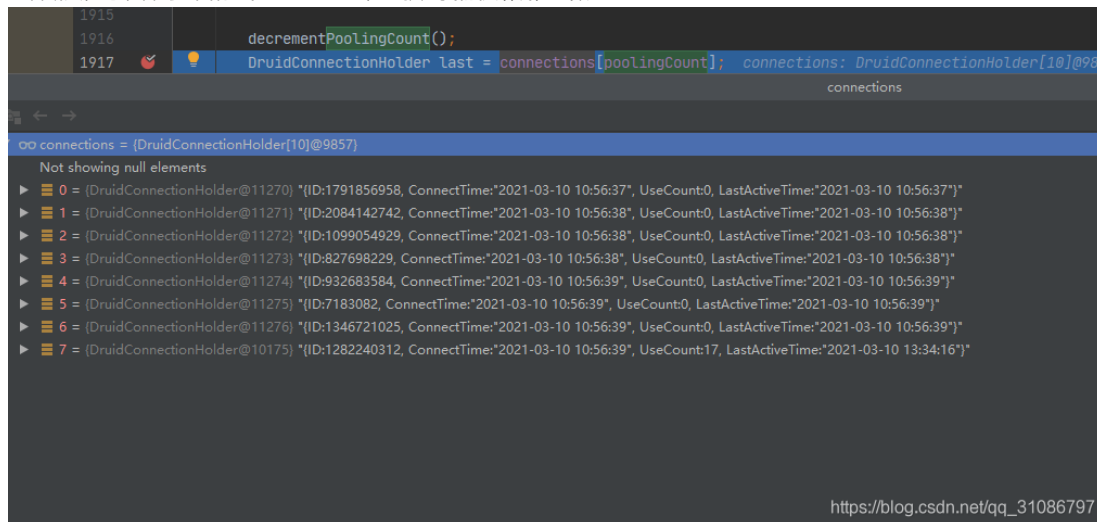 1915
1916 decrementPoolingCount();
1917 DruidConnectionHolder last = connections[poolingCount]; connections: DruidConnectionHolder[10]@98
connections
connections = {DruidConnectionHolder[10]@9857}
Not showing null elements
0 = {DruidConnectionHolder@11270} "{ID:1791856958, ConnectTime:"2021-03-10 10:56:37", UseCount:0, LastActiveTime:"2021-03-10 10:56:37"}"
1 = {DruidConnectionHolder@11271} "{ID:2084142742, ConnectTime:"2021-03-10 10:56:38", UseCount:0, LastActiveTime:"2021-03-10 10:56:38"}"
2 = {DruidConnectionHolder@11272} "{ID:1099054929, ConnectTime:"2021-03-10 10:56:38", UseCount:0, LastActiveTime:"2021-03-10 10:56:38"}"
3 = {DruidConnectionHolder@11273} "{ID:827698229, ConnectTime:"2021-03-10 10:56:38", UseCount:0, LastActiveTime:"2021-03-10 10:56:38"}"
4 = {DruidConnectionHolder@11274} "{ID:932683584, ConnectTime:"2021-03-10 10:56:39", UseCount:0, LastActiveTime:"2021-03-10 10:56:39"}"
5 = {DruidConnectionHolder@11275} "{ID:7183082, ConnectTime:"2021-03-10 10:56:39", UseCount:0, LastActiveTime:"2021-03-10 10:56:39"}"
6 = {DruidConnectionHolder@11276} "{ID:1346721025, ConnectTime:"2021-03-10 10:56:39", UseCount:0, LastActiveTime:"2021-03-10 10:56:39"}"
7 = {DruidConnectionHolder@10175} "{ID:1282240312, ConnectTime:"2021-03-10 10:56:39", UseCount:17, LastActiveTime:"2021-03-10 13:34:16"}"
https://blog.csdn.net/qq_31086797